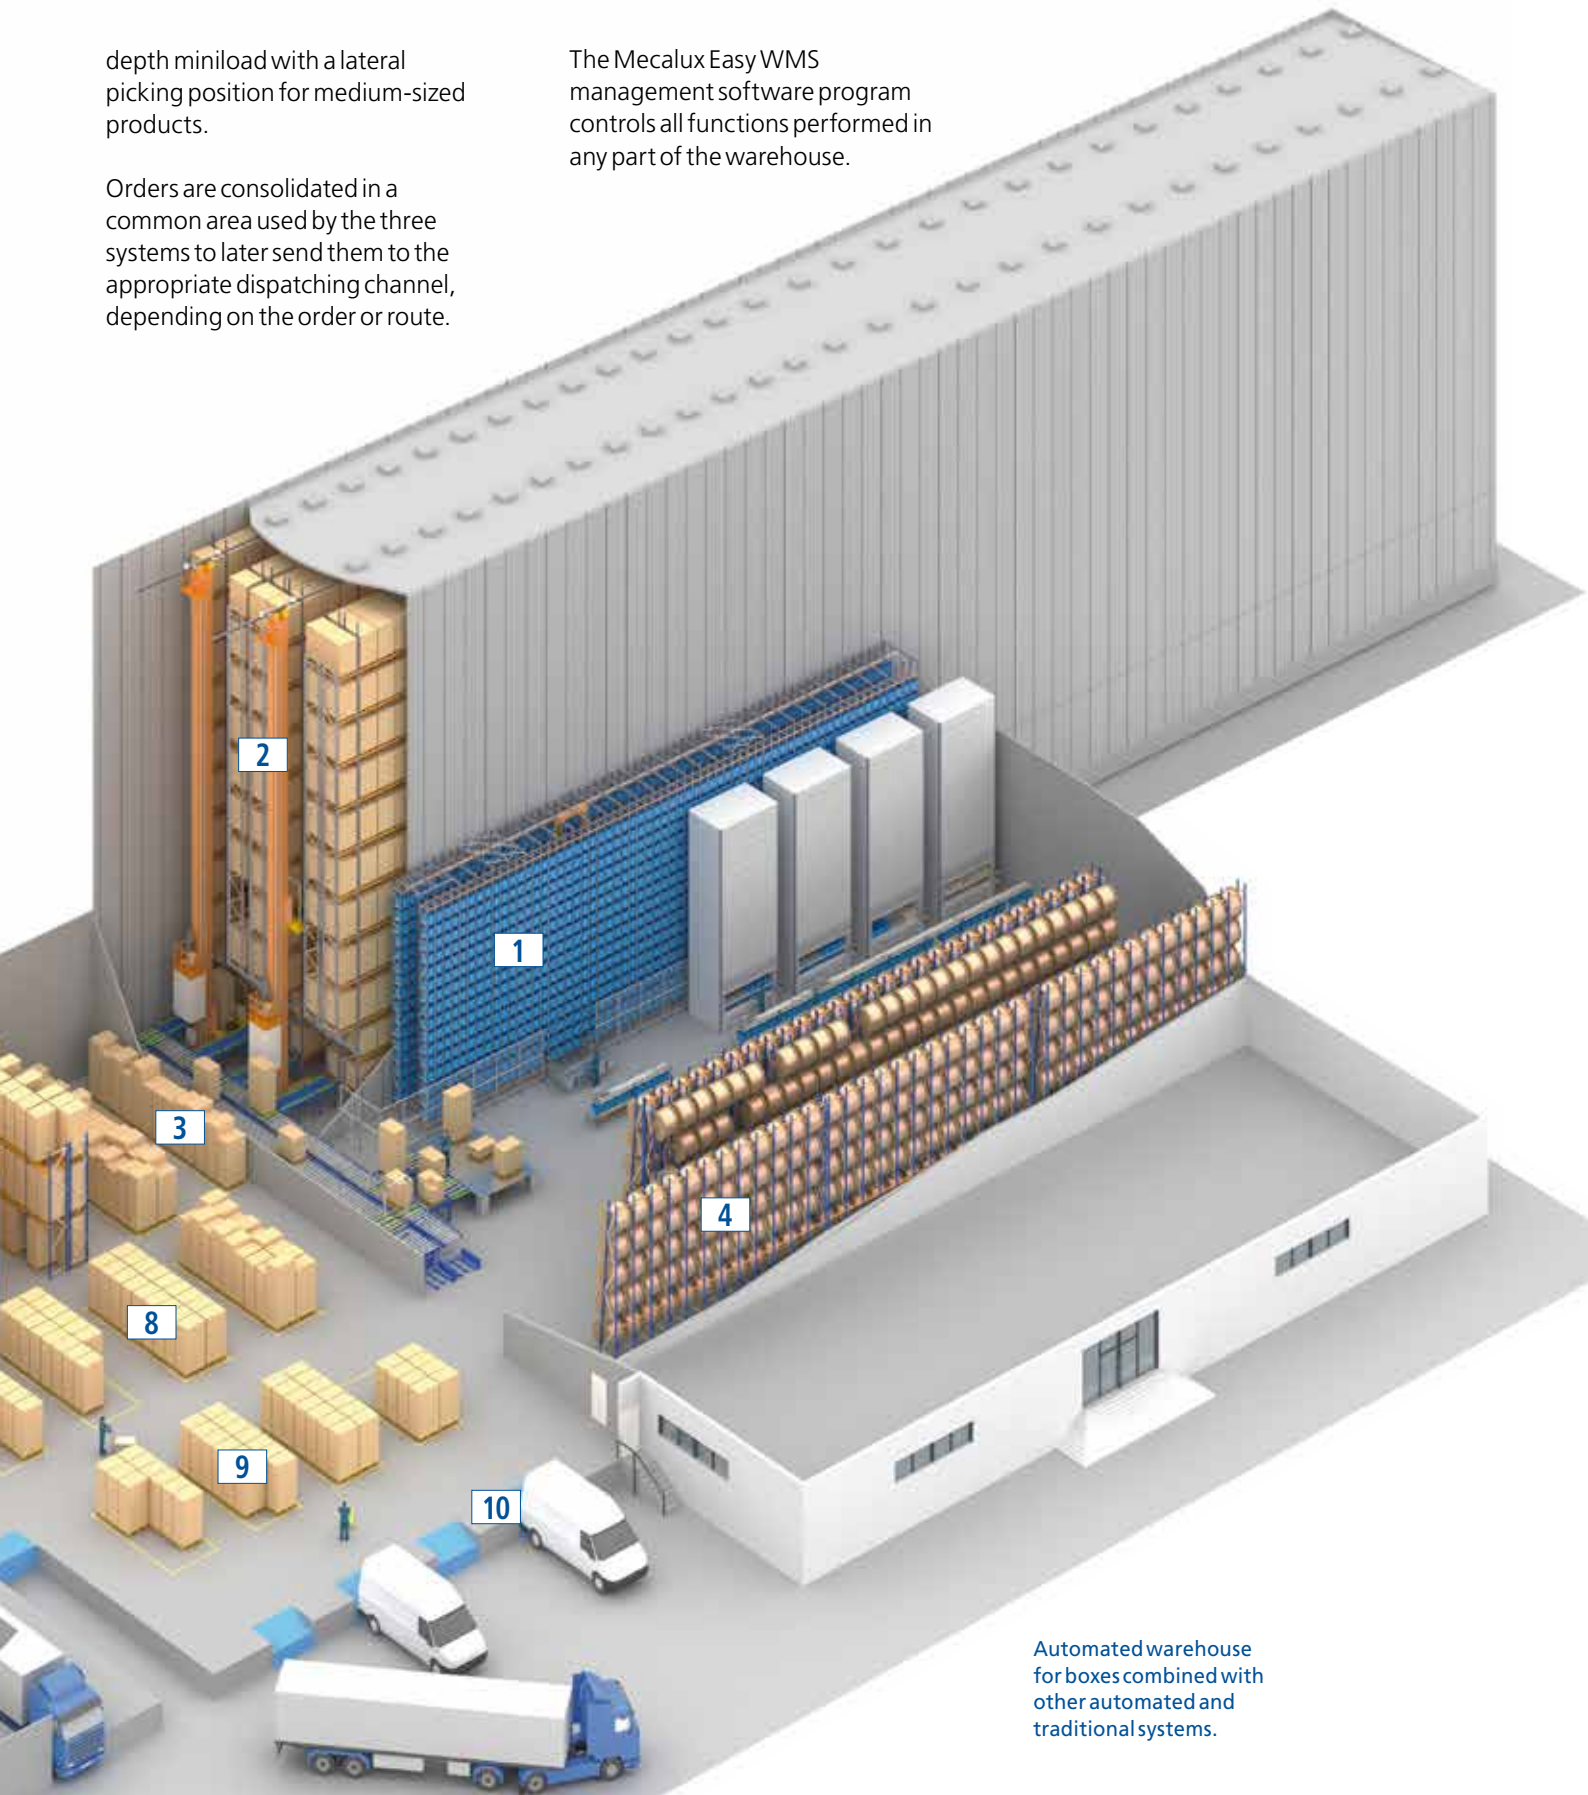 depth miniload with a lateral
picking position for medium-sized
products.
Orders are consolidated in a
common area used by the three
systems to later send them to the
appropriate dispatching channel,
depending on the order or route.
The Mecalux Easy WMS
management software program
controls all functions performed in
any part of the warehouse.
2
1
3
4
8
9
10
Automated warehouse
for boxes combined with
other automated and
traditional systems.